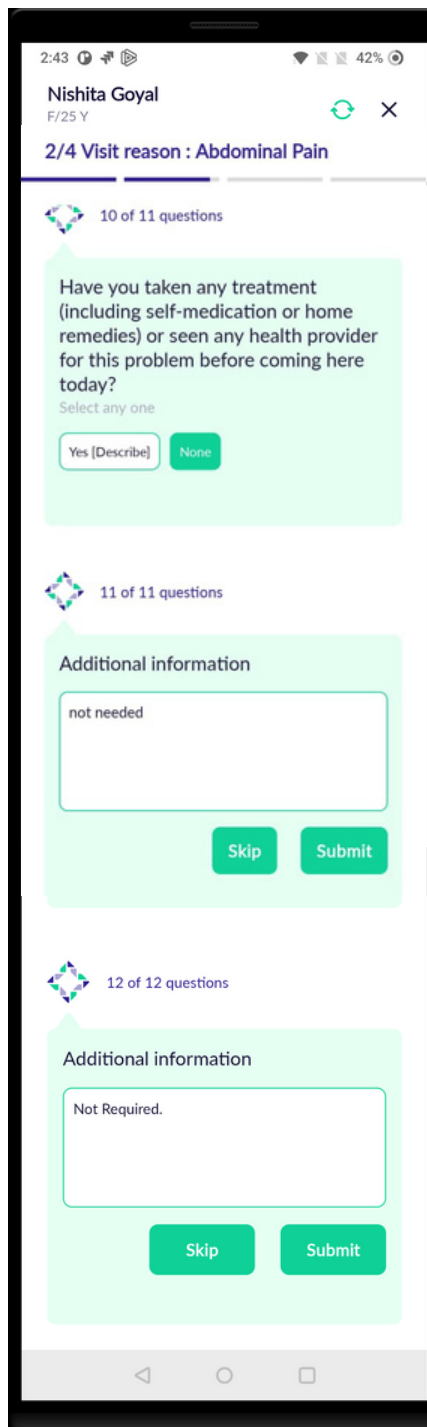 2:43
42%
Nishita Goyal
F/25 Y
2/4 Visit reason : Abdominal Pain
10 of 11 questions
Have you taken any treatment
(including self-medication or home
remedies) or seen any health provider
for this problem before coming here
today?
Select any one
Yes [Describe]
None
11 of 11 questions
Additional information
not needed
Skip
Submit
12 of 12 questions
Additional information
Not Required.
Skip
Submit